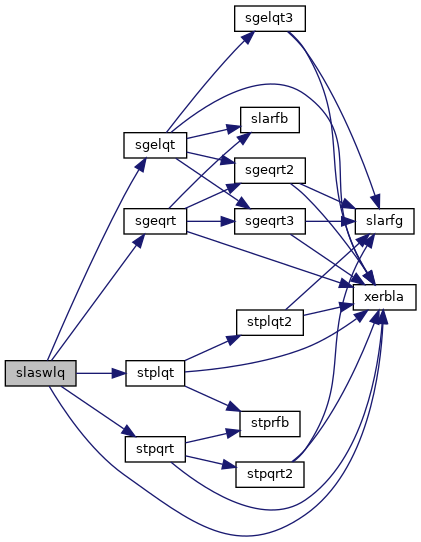 sgelqt3
slarfb
sgelqt
sgeqrt2
sgeqrt
sgeqrt3
slarfg
xerbla
stplqt2
slaswlq
stplqt
stprfb
stpqrt
stpqrt2